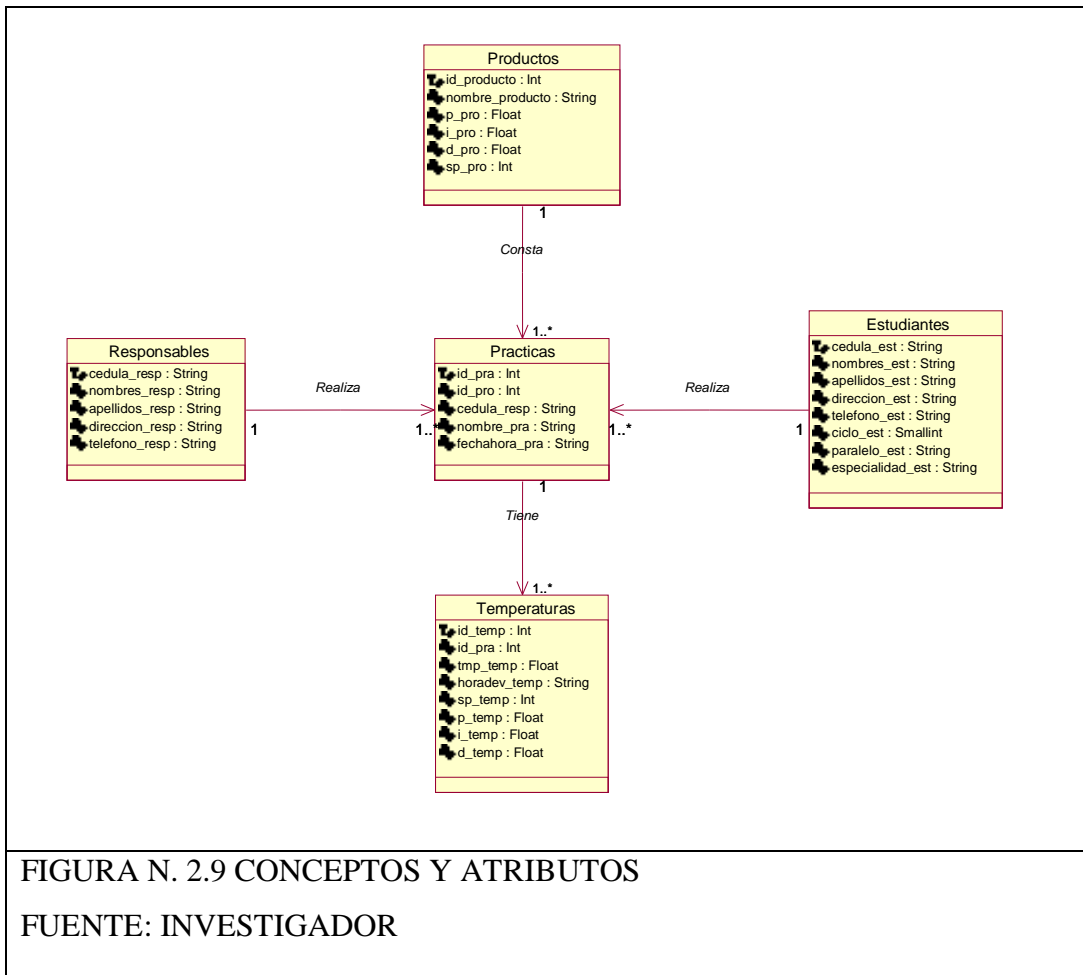 Productos
id_producto : Int
nombre_producto : String
p_pro : Float
i_pro : Float
d_pro : Float
sp_pro : Int
1
Consta
1..*
Responsables
cedula_resp : String
nombres_resp : String
apellidos_resp : String
direccion_resp : String
telefono_resp : String
1
Realiza
1..*
Practicas
id_pra : Int
id_pro : Int
cedula_resp : String
nombre_pra : String
fechahora_pra : String
1..*
Realiza
1
Estudiantes
cedula_est : String
nombres_est : String
apellidos_est : String
direccion_est : String
telefono_est : String
ciclo_est : Smallint
paralelo_est : String
especialidad_est : String
1
Tiene
1..*
Temperaturas
id_temp : Int
id_pra : Int
tmp_temp : Float
horadev_temp : String
sp_temp : Int
p_temp : Float
i_temp : Float
d_temp : Float
FIGURA N. 2.9 CONCEPTOS Y ATRIBUTOS
FUENTE: INVESTIGADOR